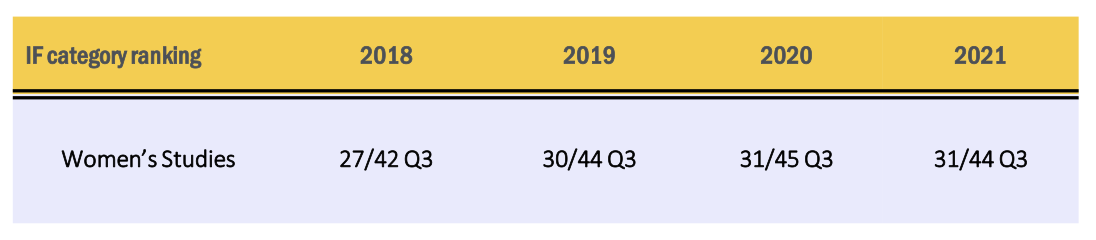 IF category ranking 2018 2019 2020 2021
Women’s Studies 27/42 Q3 30/44 Q3 31/45 Q3 31/44 Q3